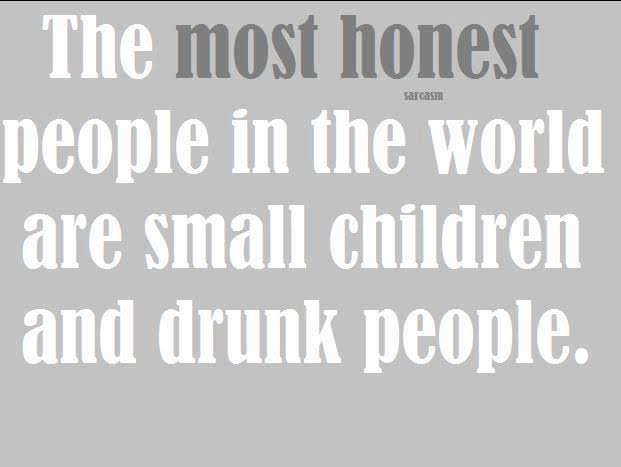 The most honest
sarcasm
people in the world
are small children
and drunk people.